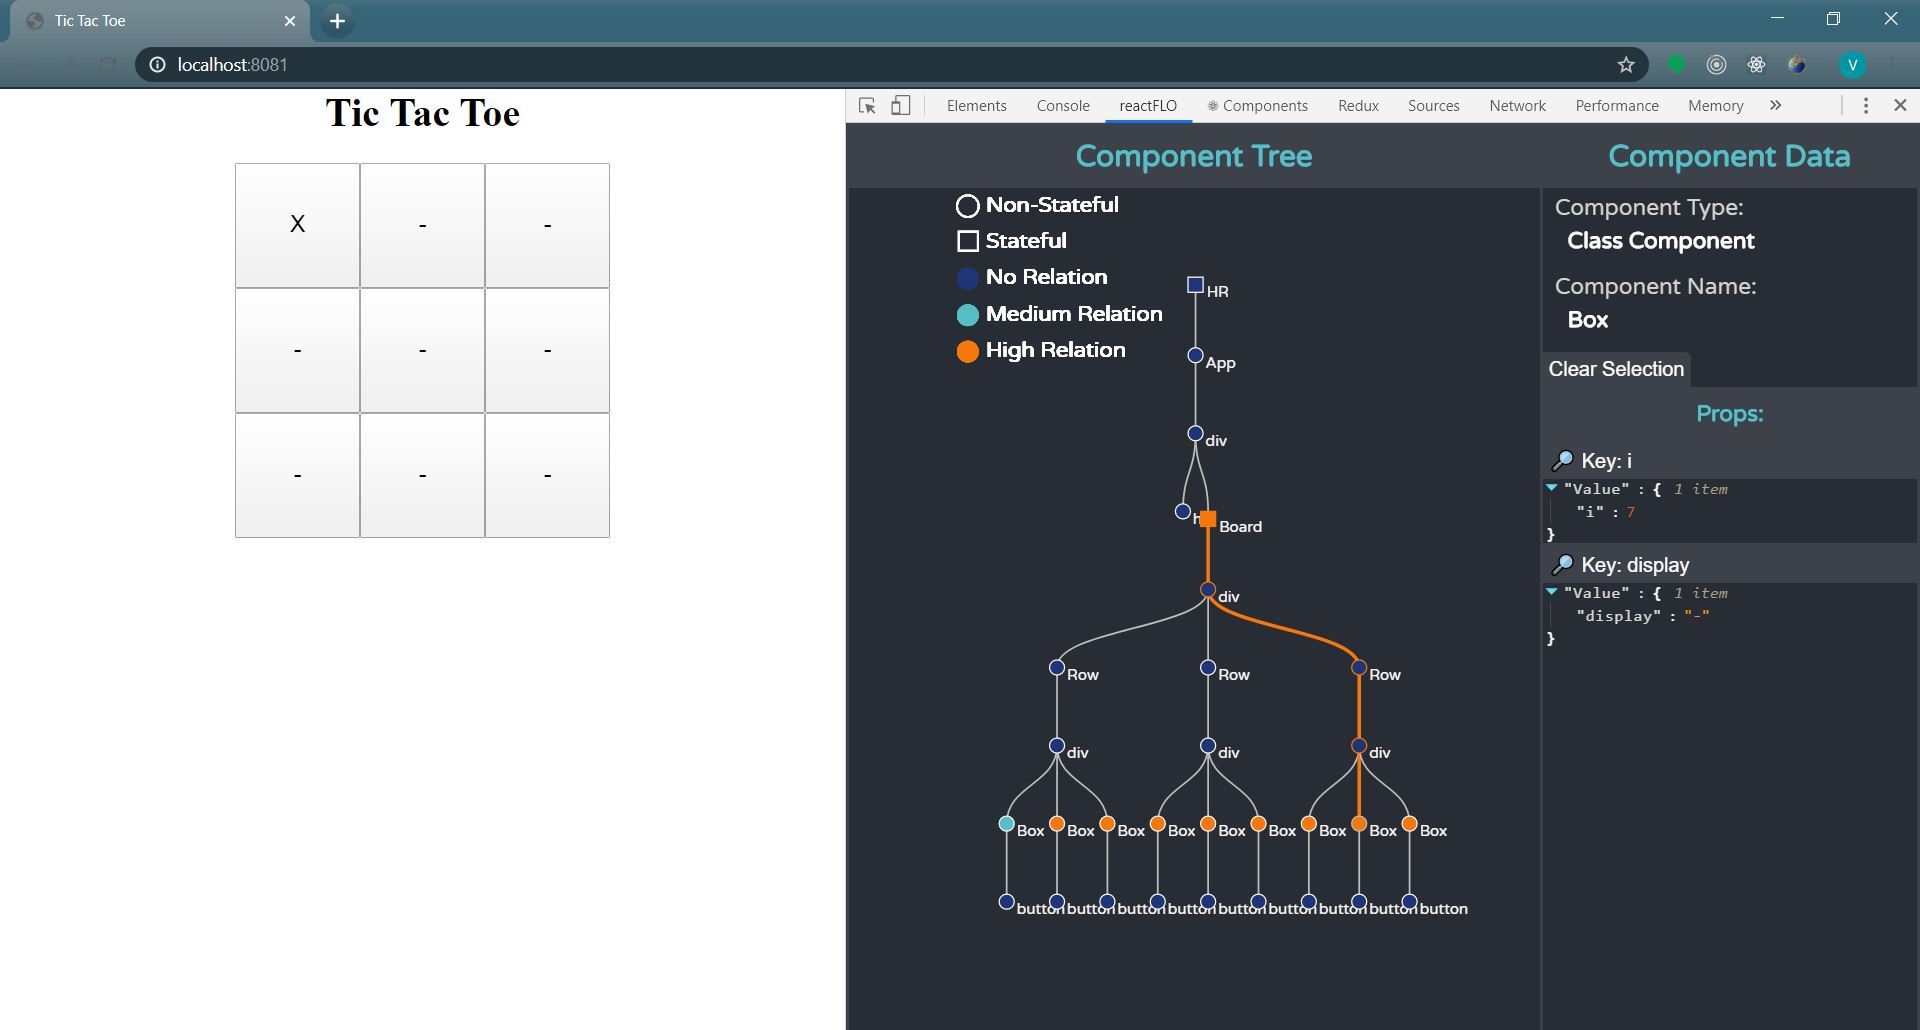 Tic Tac Toe
localhost:8081
V
Tic Tac Toe
X - -
- - -
- - -
Elements Console reactFLO Components Redux Sources Network Performance Memory
Component Tree
Non-Stateful
Stateful
No Relation
Medium Relation
High Relation
HR
App
div
Board
div
Row Row Row
div div div
Box Box Box Box Box Box Box Box Box
button button button button button button button button button
Component Data
Component Type:
Class Component
Component Name:
Box
Clear Selection
Props:
Key: i
"Value" : { 1 item
"i" : 7
}
Key: display
"Value" : { 1 item
"display" : "-"
}